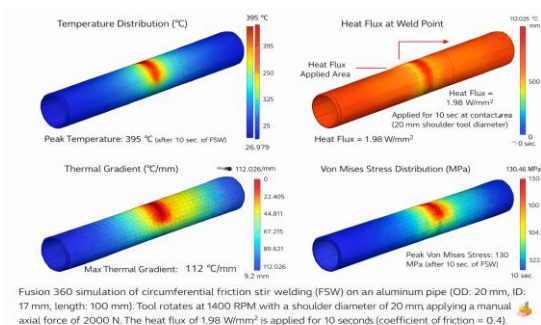 Temperature Distribution (℃)
395 ℃
395
325
25
26.979
Peak Temperature: 395 ℃ (after 10 sec. of FSW)
Heat Flux at Weld Point
112.025 ℃
mm
Heat Flux
Applied Area
500
0 sec.
Heat Flux =
1.98 W/mm²
Applied for 10 sec at contactarea)
(20 mm shoulder tool diameter)
Heat Flux = 1.98 W/mm²
Thermal Gradient (℃/mm)
112.026/mm
0
22.405
44.811
67.215
89.621
112.026
9.2 mm
Max Thermal Gradient: 112 ℃/mm
Von Mises Stress Distribution (MPa)
130.46 MPa
150
100
104.
322
10 sec.
Peak Von Mises Stress: 130
MPa (after 10 sec. of FSW)
Fusion 360 simulation of circumferential friction stir welding (FSW) on an aluminum pipe (OD: 20 mm, ID:
17 mm, length: 100 mm). Tool rotates at 1400 RPM with a shoulder diameter of 20 mm, applying a manual
axial force of 2000 N. The heat flux of 1.98 W/mm² is applied for 10 seconds (coefficient of friction = 0.4).